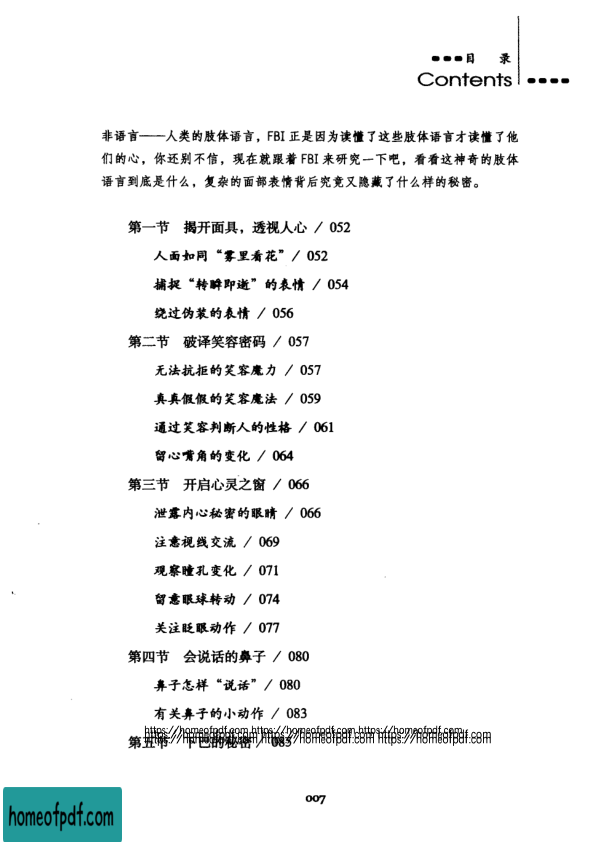 目 录
Contents
非语言——人类的肢体语言，FBI正是因为读懂了这些肢体语言才读懂了他
们的心，你还别不信，现在就跟着 FBI 来研究一下吧，看看这神奇的肢体
语言到底是什么，复杂的面部表情背后究竟又隐藏了什么样的秘密。
第一节 揭开面具，透视人心 / 052
人面如同“雾里看花” / 052
捕捉“转瞬即逝”的表情 / 054
绕过伪装的表情 / 056
第二节 破译笑容密码 / 057
无法抗拒的笑容魔力 / 057
真真假假的笑容魔法 / 059
通过笑容判断人的性格 / 061
留心嘴角的变化 / 064
第三节 开启心灵之窗 / 066
泄露内心秘密的眼睛 / 066
注意视线交流 / 069
观察瞳孔变化 / 071
留意眼球转动 / 074
关注眨眼动作 / 077
第四节 会说话的鼻子 / 080
鼻子怎样“说话” / 080
有关鼻子的小动作 / 083
https://homeofpdf.com https://homeofpdf.com https://homeofpdf.com
https://homeofpdf.com https://homeofpdf.com https://homeofpdf.com
第五节 下巴的秘密 / 085
007
homeofpdf.com